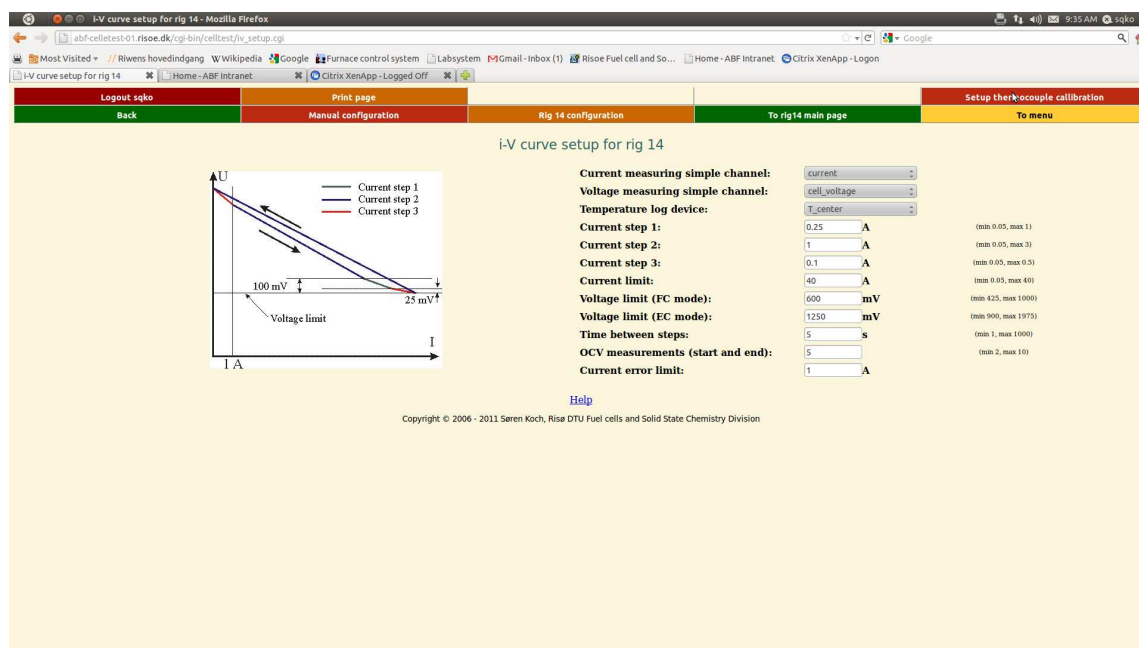 i-V curve setup for rig 14 - Mozilla Firefox
9:35 AM sqko
abf-celletest-01.risoe.dk/cgi-bin/celltest/iv_setup.cgi
Google
Most Visited Riwens hovedindgang Wikipedia Google Furnace control system Labsystem Gmail - Inbox (1) Risoe Fuel cell and So... Home - ABF Intranet Citrix XenApp - Logon
i-V curve setup for rig 14 Home - ABF Intranet Citrix XenApp - Logged Off
Logout sqko Print page Setup thermocouple callibration
Back Manual configuration Rig 14 configuration To rig14 main page To menu
i-V curve setup for rig 14
U
Current step 1
Current step 2
Current step 3
100 mV
25 mV
Voltage limit
I
1 A
Current measuring simple channel: current
Voltage measuring simple channel: cell_voltage
Temperature log device: T_center
Current step 1: 0.25 A (min 0.05, max 1)
Current step 2: 1 A (min 0.05, max 3)
Current step 3: 0.1 A (min 0.05, max 0.5)
Current limit: 40 A (min 0.05, max 40)
Voltage limit (FC mode): 600 mV (min 425, max 1000)
Voltage limit (EC mode): 1250 mV (min 900, max 1975)
Time between steps: 5 s (min 1, max 1000)
OCV measurements (start and end): 5 (min 2, max 10)
Current error limit: 1 A
Help
Copyright © 2006 - 2011 Søren Koch, Risø DTU Fuel cells and Solid State Chemistry Division